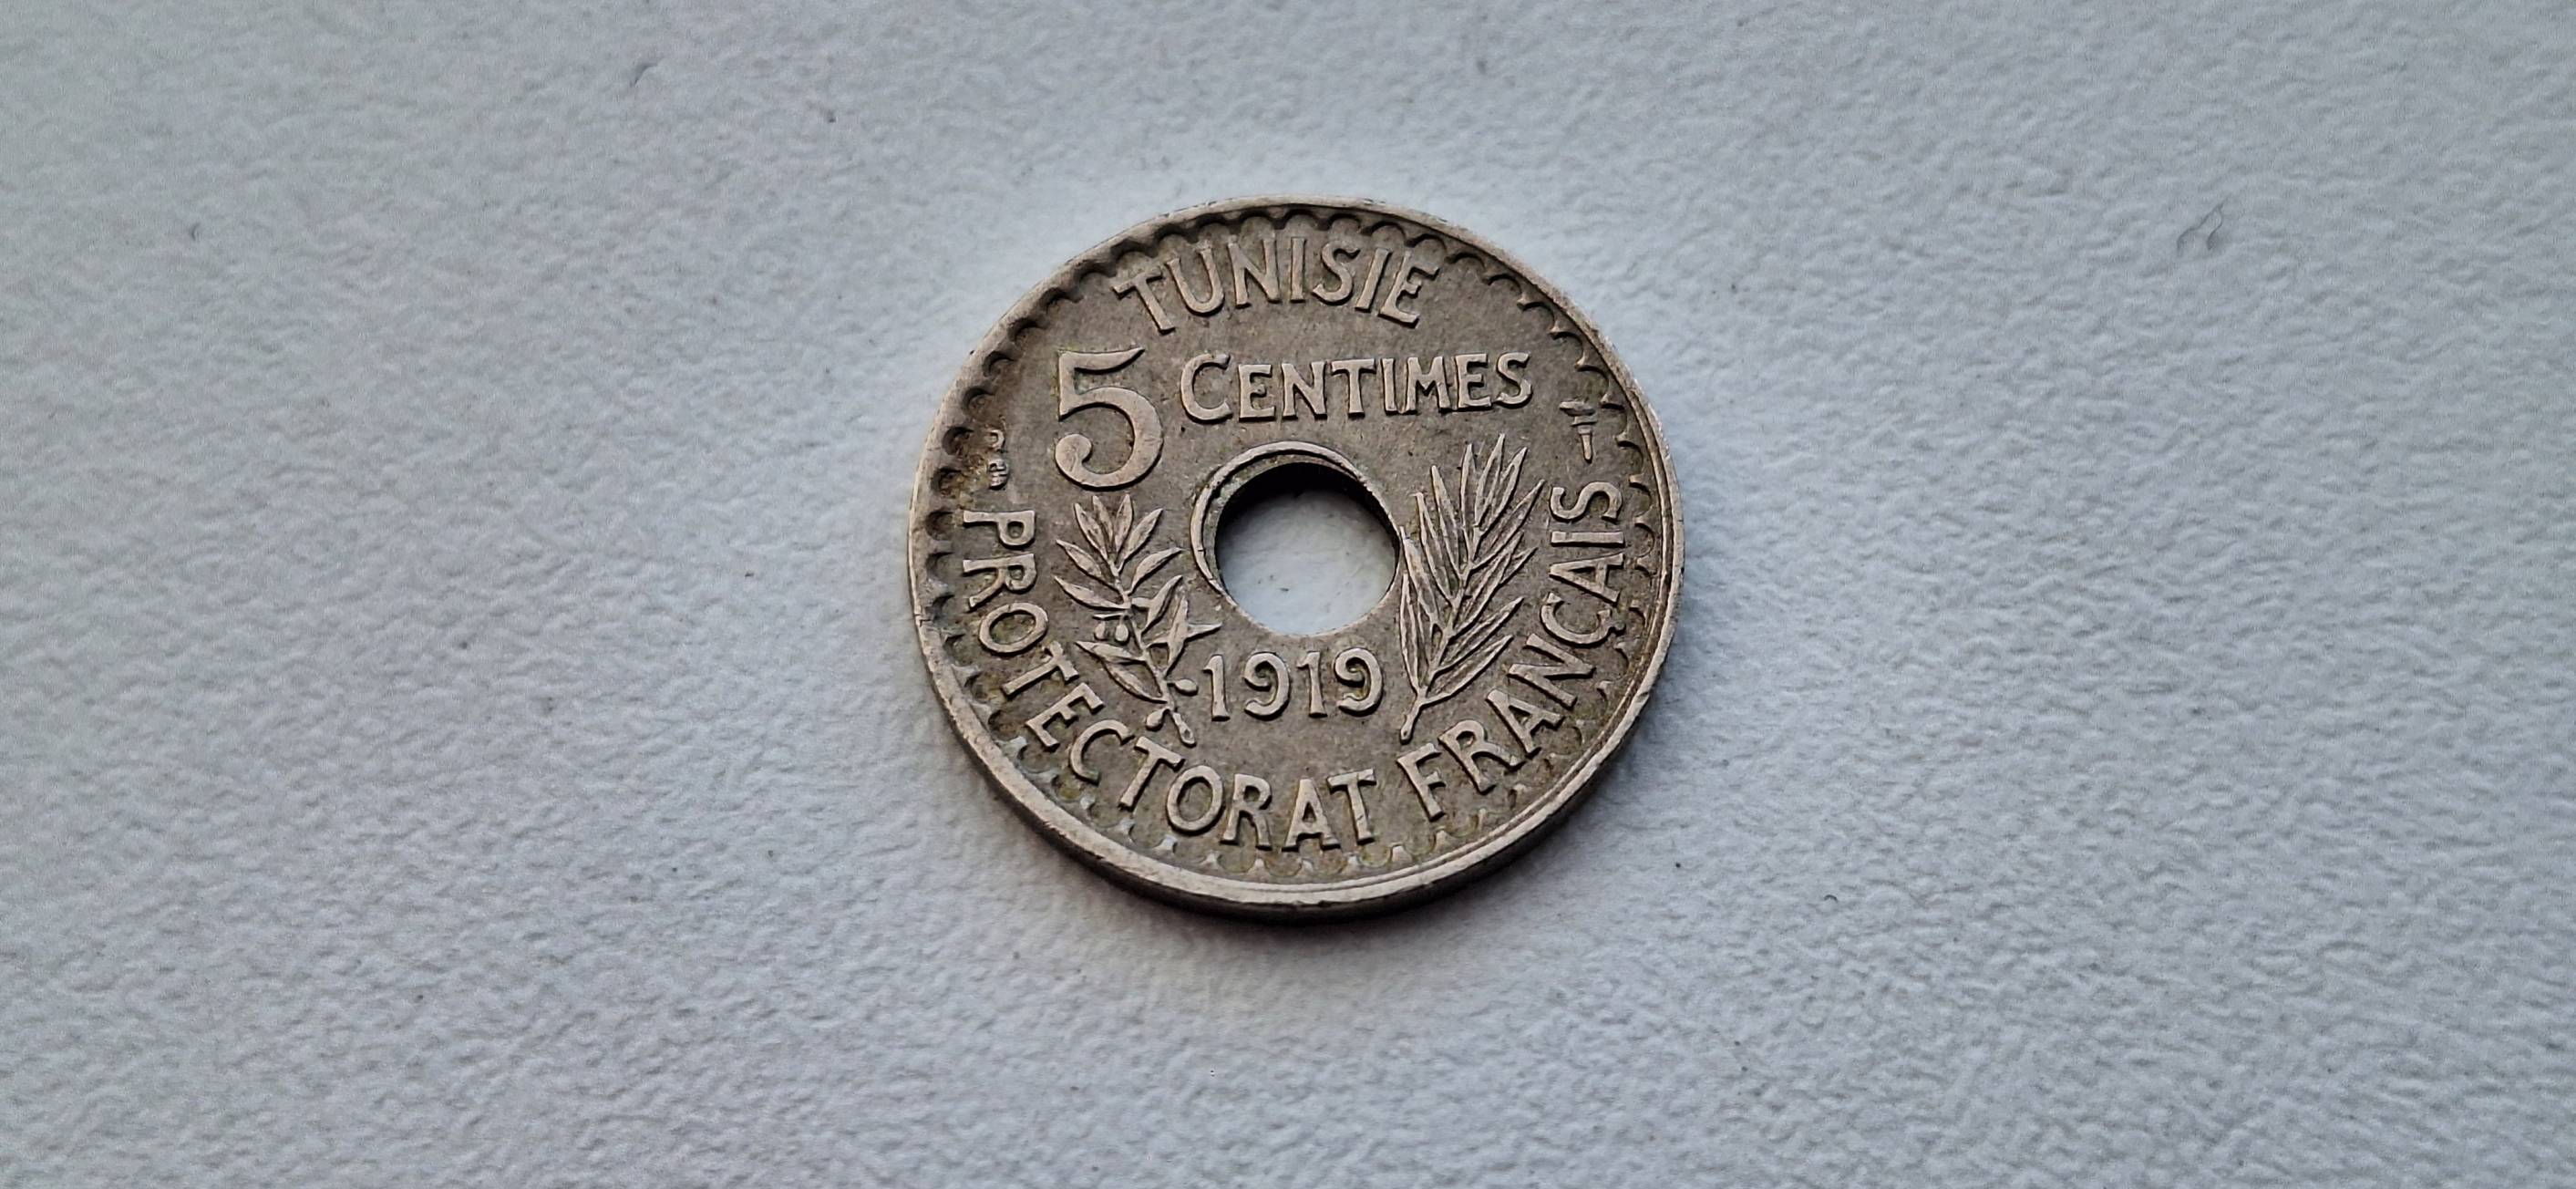 TUNISIE
5 CENTIMES
1919
PROTECTORAT FRANÇAIS